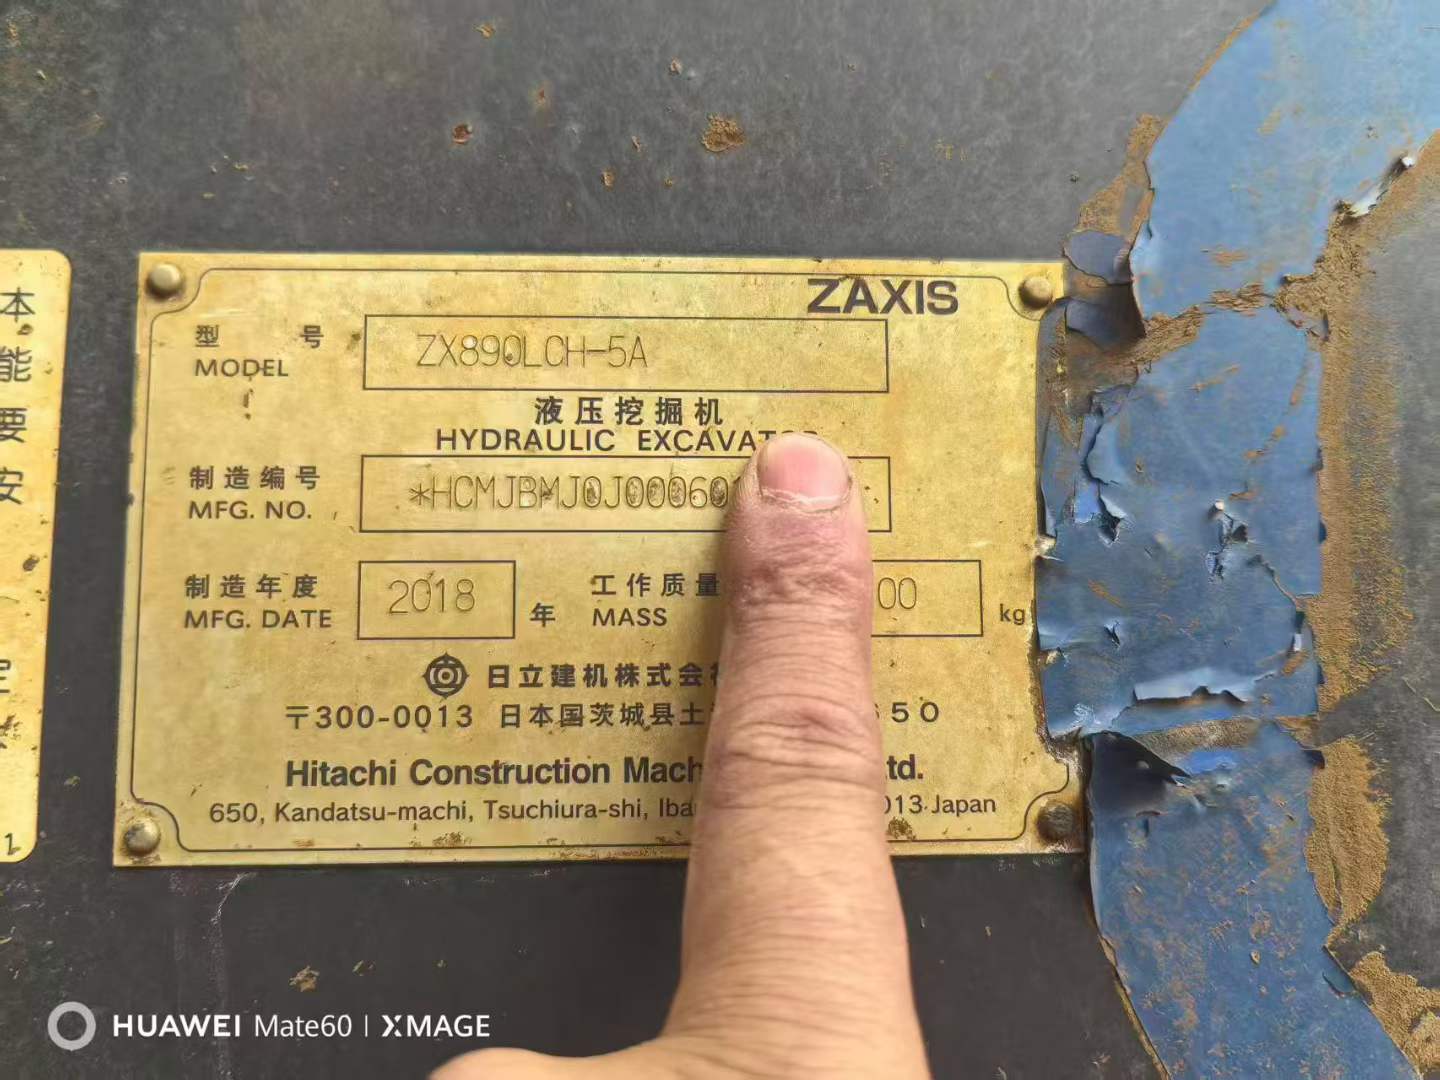 本
能
要
安
定
1
ZAXIS
型 号
MODEL
ZX890LCH-5A
液压挖掘机
HYDRAULIC EXCAVATOR
制造编号
MFG. NO.
*HCMJBMJ0J00060
制造年度
MFG. DATE
2018
年
工作质量
MASS
00
kg
日立建机株式会
〒300-0013 日本国茨城县土 650
Hitachi Construction Mach td.
650, Kandatsu-machi, Tsuchiura-shi, Iba 013 Japan
HUAWEI Mate60 | XMAGE